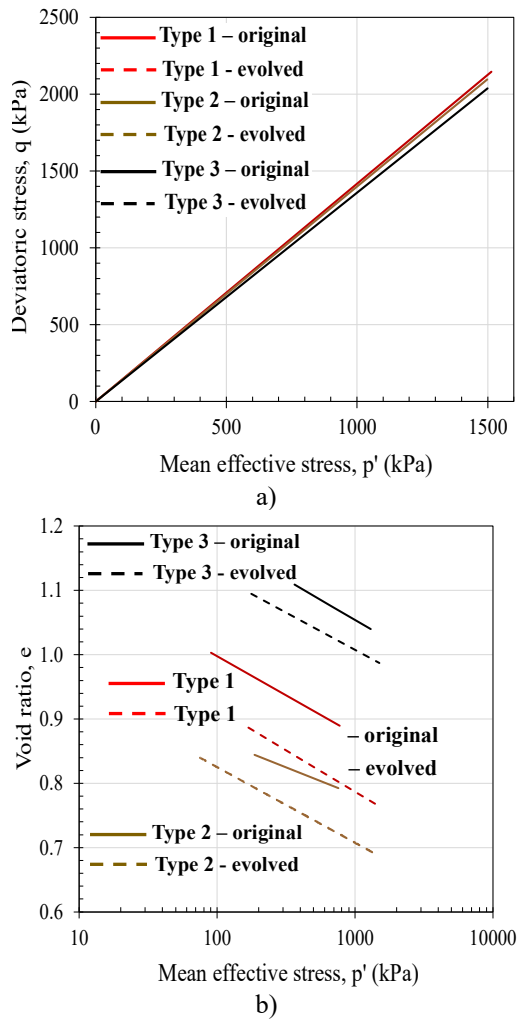 2500
Type 1 – original
Type 1 - evolved
2000
Type 2 – original
Type 2 - evolved
1500
Type 3 – original
Type 3 - evolved
1000
500
0
Deviatoric stress, q (kPa)
0 500 1000 1500
Mean effective stress, p' (kPa)
a)
1.2
Type 3 – original
Type 3 - evolved
1.1
1.0
Type 1
Type 1
0.9
– original
– evolved
0.8
Type 2 – original
0.7
Type 2 - evolved
0.6
Void ratio, e
10 100 1000 10000
Mean effective stress, p' (kPa)
b)